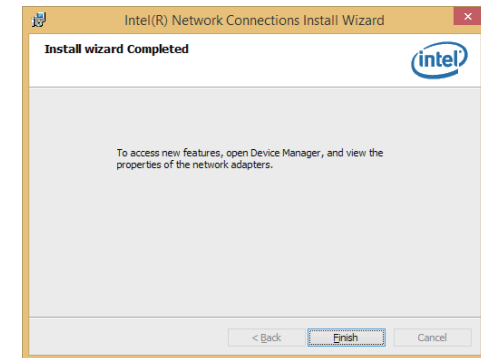 Intel(R) Network Connections Install Wizard
Install wizard Completed
intel
To access new features, open Device Manager, and view the
properties of the network adapters.
< Back
Finish
Cancel